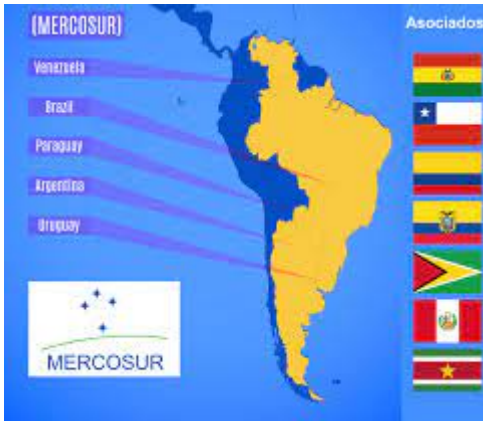 (MERCOSUR)
Asociados
Venezuela
Brazil
Paraguay
Argentina
Uruguay
MERCOSUR